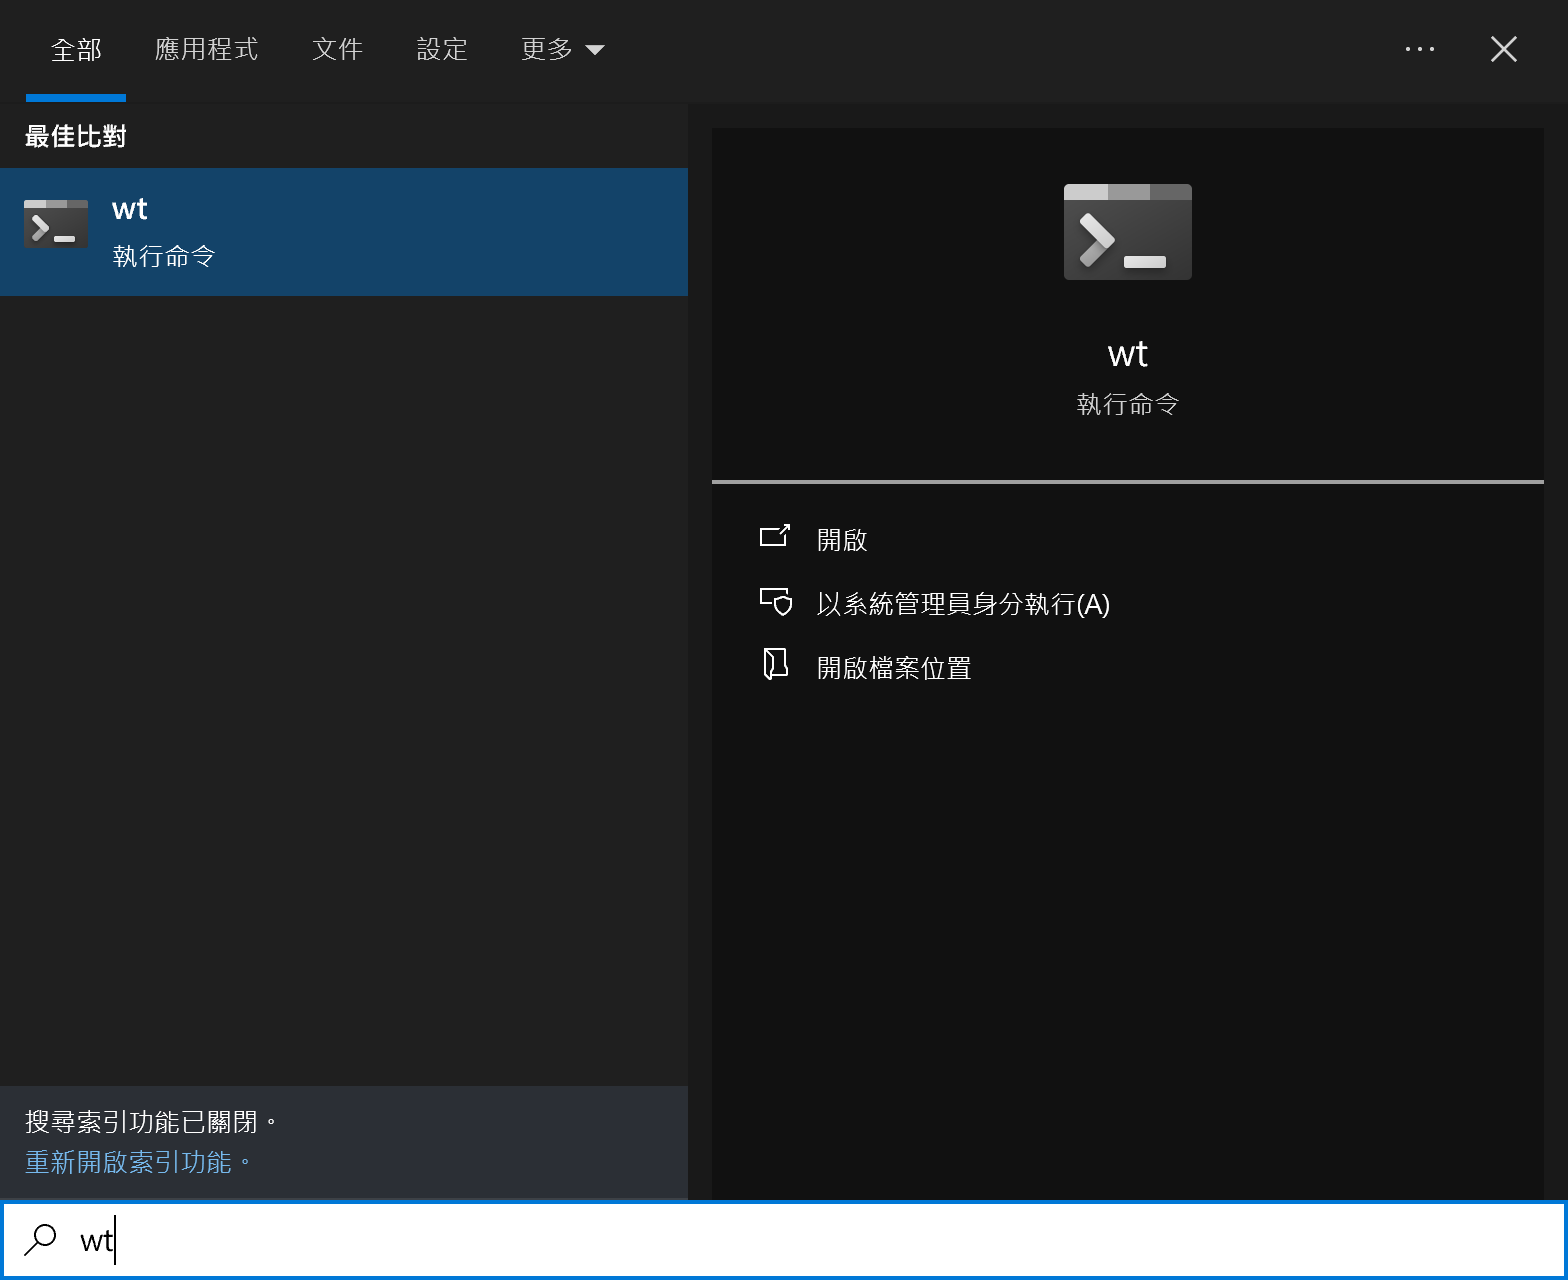 全部 應用程式 文件 設定 更多
最佳比對
wt
執行命令
wt
執行命令
開啟
以系統管理員身分執行(A)
開啟檔案位置
搜尋索引功能已關閉。
重新開啟索引功能。
wt